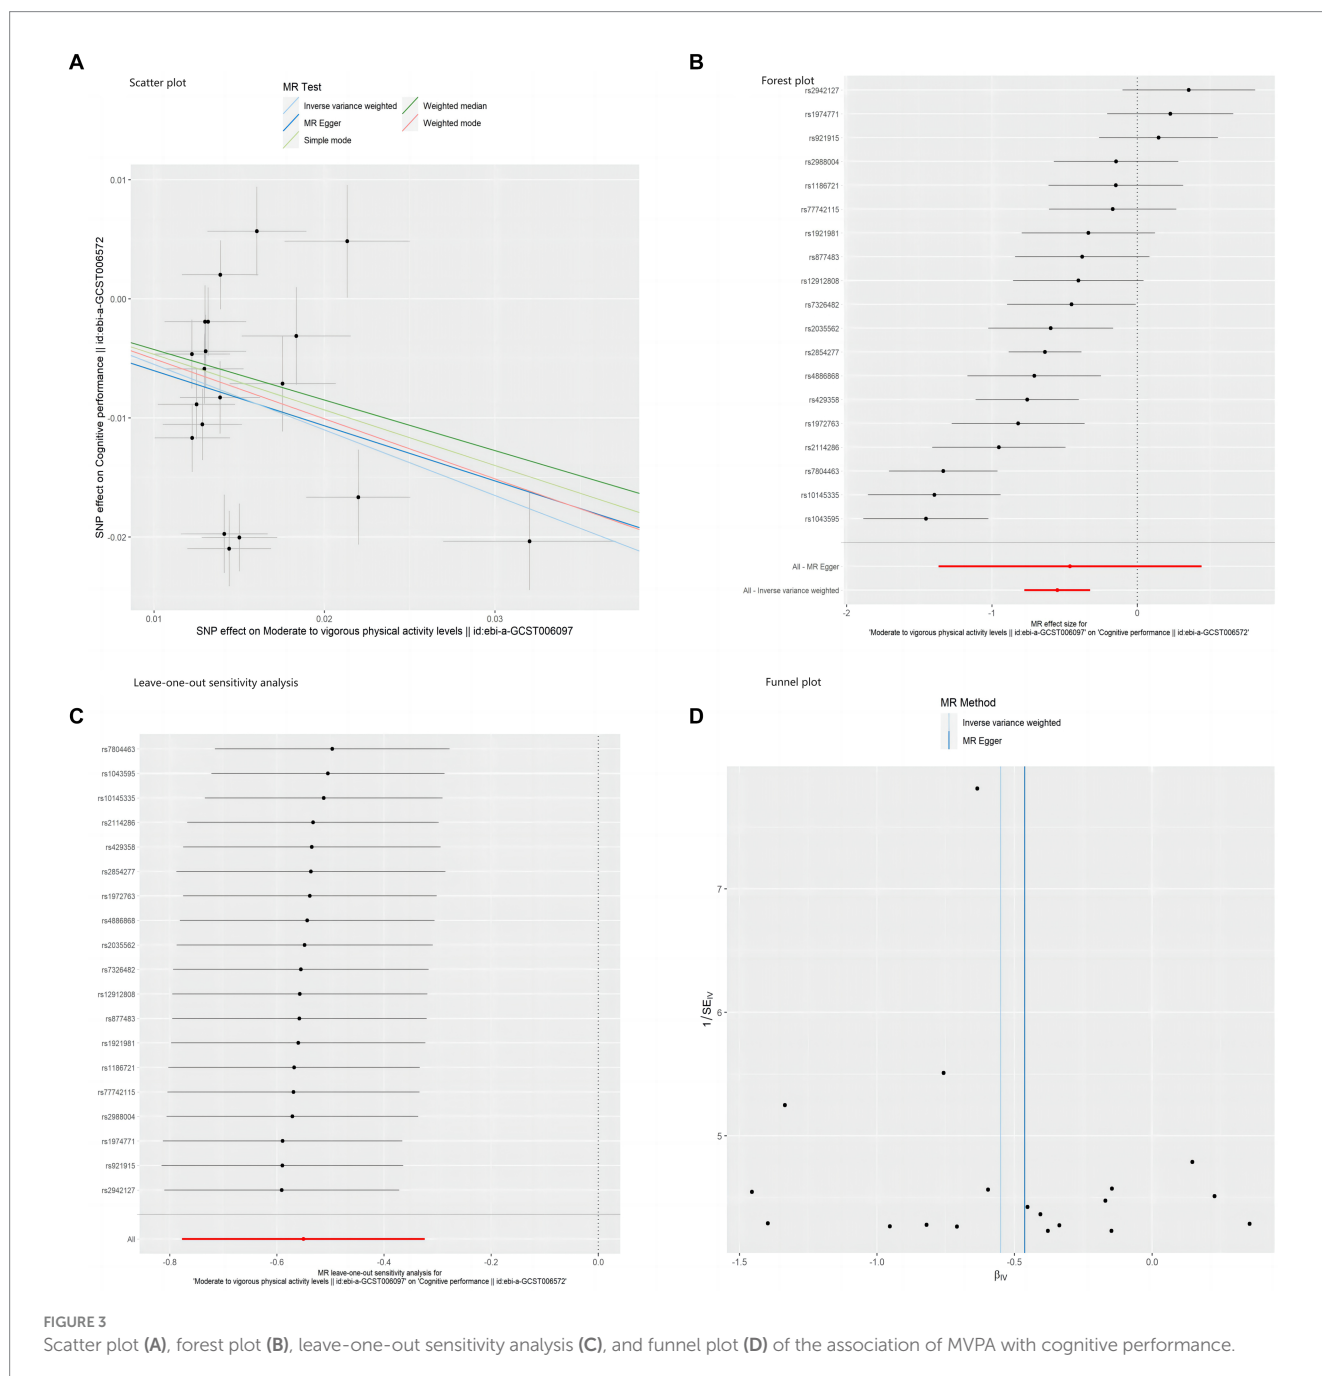 A
Scatter plot
MR Test
Inverse variance weighted
MR Egger
Simple mode
Weighted median
Weighted mode
SNP effect on Cognitive performance || id:ebi-a-GCST006572
0.01
0.00
-0.01
-0.02
0.01
0.02
0.03
SNP effect on Moderate to vigorous physical activity levels || id:ebi-a-GCST006097
B
Forest plot
rs2942127
rs1974771
rs921915
rs2988004
rs1186721
rs77742115
rs1921981
rs877483
rs12912808
rs7326482
rs2035562
rs2854277
rs4886868
rs429358
rs1972763
rs2114286
rs7804463
rs10145335
rs1043595
All - MR Egger
All - Inverse variance weighted
-2
-1
0
MR effect size for
'Moderate to vigorous physical activity levels || id:ebi-a-GCST006097' on 'Cognitive performance || id:ebi-a-GCST006572'
Leave-one-out sensitivity analysis
C
rs7804463
rs1043595
rs10145335
rs2114286
rs429358
rs2854277
rs1972763
rs4886868
rs2035562
rs7326482
rs12912808
rs877483
rs1921981
rs1186721
rs77742115
rs2988004
rs1974771
rs921915
rs2942127
All
-0.8
-0.6
-0.4
-0.2
0.0
MR leave-one-out sensitivity analysis for
'Moderate to vigorous physical activity levels || id:ebi-a-GCST006097' on 'Cognitive performance || id:ebi-a-GCST006572'
Funnel plot
D
MR Method
Inverse variance weighted
MR Egger
1/SE_IV
7
6
5
-1.5
-1.0
-0.5
0.0
β_IV
FIGURE 3
Scatter plot (A), forest plot (B), leave-one-out sensitivity analysis (C), and funnel plot (D) of the association of MVPA with cognitive performance.